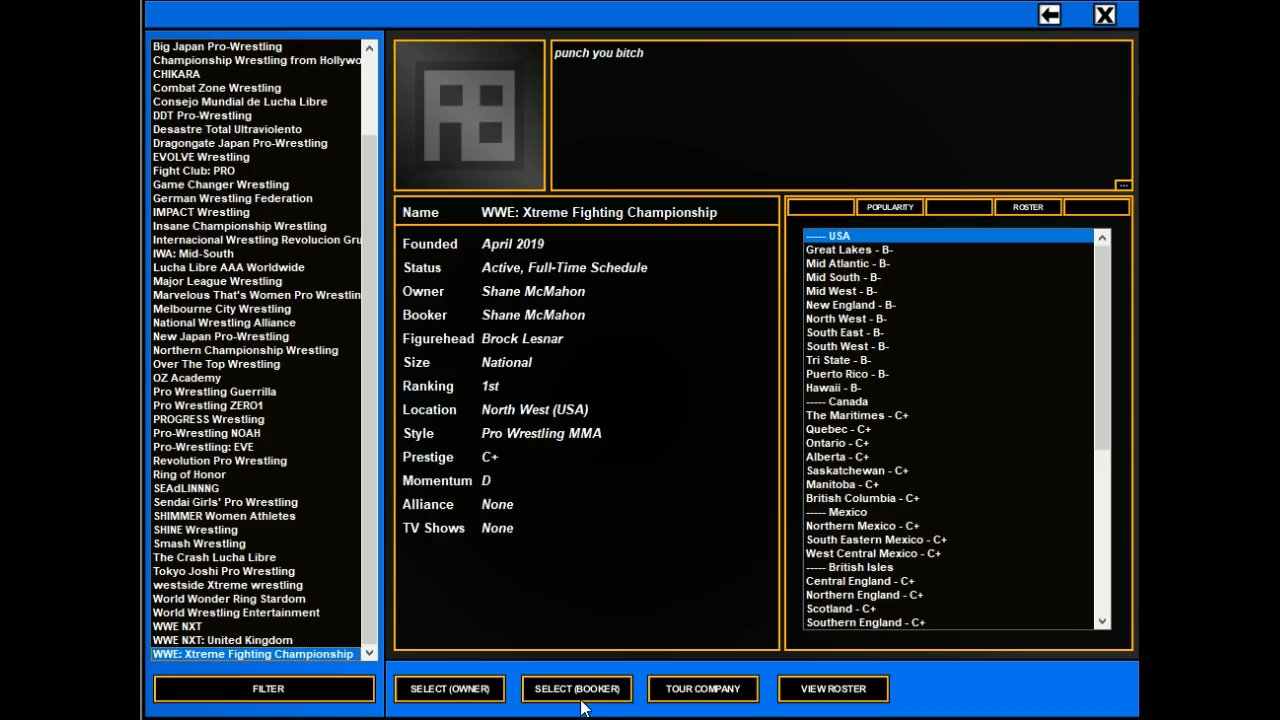 punch you bitch
Big Japan Pro-Wrestling
Championship Wrestling from Hollywo
CHIKARA
Combat Zone Wrestling
Consejo Mundial de Lucha Libre
DDT Pro-Wrestling
Desastre Total Ultraviolento
Dragongate Japan Pro-Wrestling
EVOLVE Wrestling
Fight Club: PRO
Game Changer Wrestling
German Wrestling Federation
IMPACT Wrestling
Insane Championship Wrestling
Internacional Wrestling Revolucion Gru
IWA: Mid-South
Lucha Libre AAA Worldwide
Major League Wrestling
Marvelous That's Women Pro Wrestlin
Melbourne City Wrestling
National Wrestling Alliance
New Japan Pro-Wrestling
Northern Championship Wrestling
Over The Top Wrestling
OZ Academy
Pro Wrestling Guerrilla
Pro Wrestling ZERO1
PROGRESS Wrestling
Pro-Wrestling NOAH
Pro-Wrestling: EVE
Revolution Pro Wrestling
Ring of Honor
SEAdLINNNG
Sendai Girls' Pro Wrestling
SHIMMER Women Athletes
SHINE Wrestling
Smash Wrestling
The Crash Lucha Libre
Tokyo Joshi Pro Wrestling
westside Xtreme wrestling
World Wonder Ring Stardom
World Wrestling Entertainment
WWE NXT
WWE NXT: United Kingdom
WWE: Xtreme Fighting Championship
Name WWE: Xtreme Fighting Championship
Founded April 2019
Status Active, Full-Time Schedule
Owner Shane McMahon
Booker Shane McMahon
Figurehead Brock Lesnar
Size National
Ranking 1st
Location North West (USA)
Style Pro Wrestling MMA
Prestige C+
Momentum D
Alliance None
TV Shows None
POPULARITY ROSTER
----- USA
Great Lakes - B-
Mid Atlantic - B-
Mid South - B-
Mid West - B-
New England - B-
North West - B-
South East - B-
South West - B-
Tri State - B-
Puerto Rico - B-
Hawaii - B-
----- Canada
The Maritimes - C+
Quebec - C+
Ontario - C+
Alberta - C+
Saskatchewan - C+
Manitoba - C+
British Columbia - C+
----- Mexico
Northern Mexico - C+
South Eastern Mexico - C+
West Central Mexico - C+
----- British Isles
Central England - C+
Northern England - C+
Scotland - C+
Southern England - C+
FILTER SELECT (OWNER) SELECT (BOOKER) TOUR COMPANY VIEW ROSTER